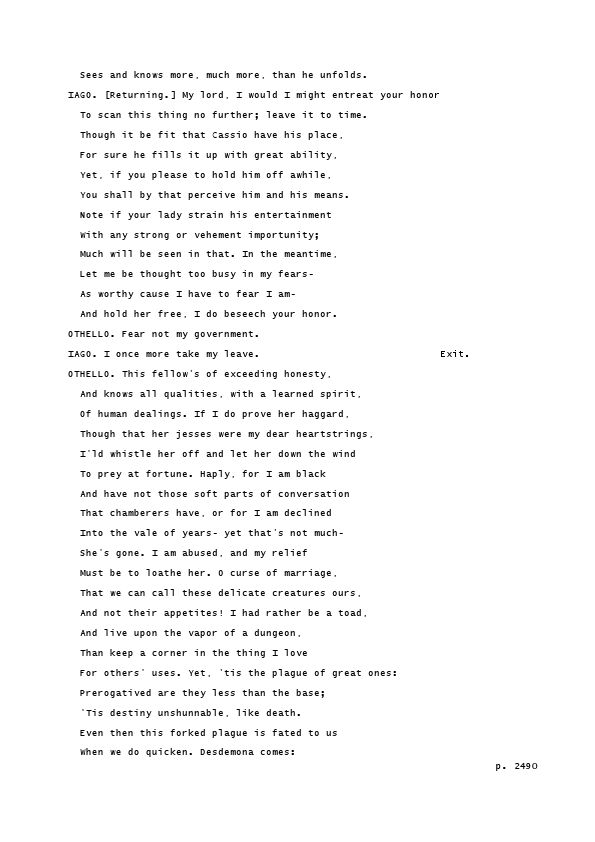 Sees and knows more, much more, than he unfolds.
IAGO. [Returning.] My lord, I would I might entreat your honor
To scan this thing no further; leave it to time.
Though it be fit that Cassio have his place,
For sure he fills it up with great ability,
Yet, if you please to hold him off awhile,
You shall by that perceive him and his means.
Note if your lady strain his entertainment
With any strong or vehement importunity;
Much will be seen in that. In the meantime,
Let me be thought too busy in my fears-
As worthy cause I have to fear I am-
And hold her free, I do beseech your honor.
OTHELLO. Fear not my government.
IAGO. I once more take my leave. Exit.
OTHELLO. This fellow's of exceeding honesty,
And knows all qualities, with a learned spirit,
Of human dealings. If I do prove her haggard,
Though that her jesses were my dear heartstrings,
I'ld whistle her off and let her down the wind
To prey at fortune. Haply, for I am black
And have not those soft parts of conversation
That chamberers have, or for I am declined
Into the vale of years- yet that's not much-
She's gone. I am abused, and my relief
Must be to loathe her. O curse of marriage,
That we can call these delicate creatures ours,
And not their appetites! I had rather be a toad,
And live upon the vapor of a dungeon,
Than keep a corner in the thing I love
For others' uses. Yet, 'tis the plague of great ones:
Prerogatived are they less than the base;
'Tis destiny unshunnable, like death.
Even then this forked plague is fated to us
When we do quicken. Desdemona comes:
p. 2490